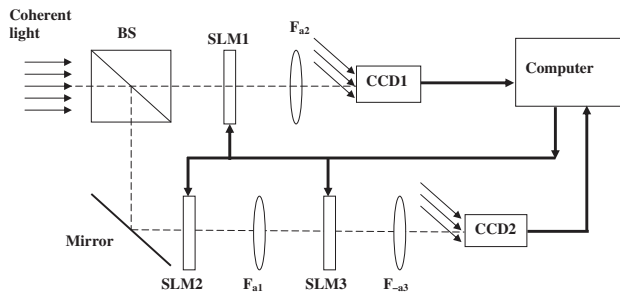 Coherent
light
BS
SLM1
Fa2
CCD1
Computer
Mirror
SLM2
Fa1
SLM3
F−a3
CCD2